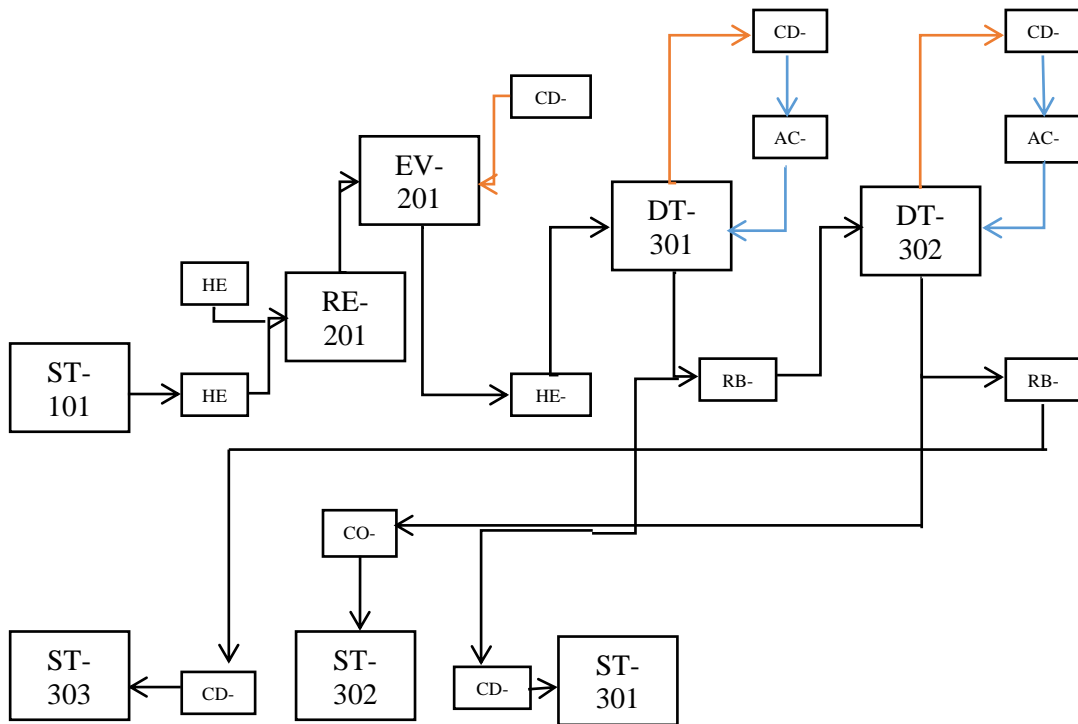 CD-
CD-
CD-
AC-
AC-
EV-
201
DT-
301
DT-
302
HE
RE-
201
ST-
101
HE
HE-
RB-
RB-
CO-
ST-
303
CD-
ST-
302
CD-
ST-
301